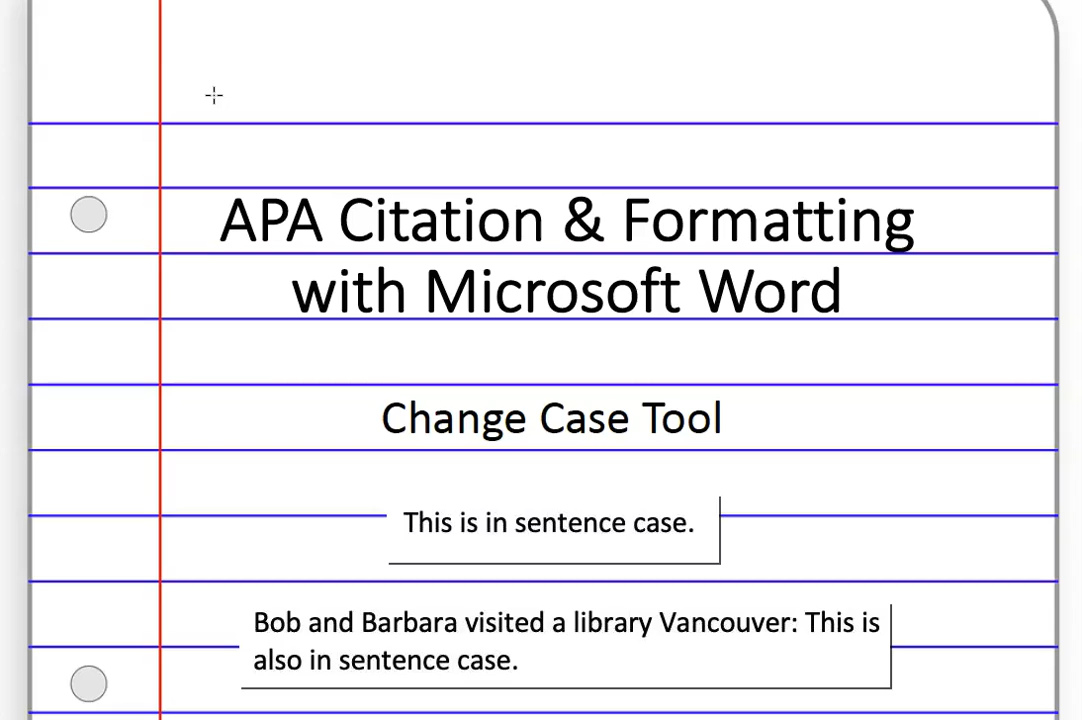 APA Citation & Formatting
with Microsoft Word
Change Case Tool
This is in sentence case.
Bob and Barbara visited a library Vancouver: This is
also in sentence case.